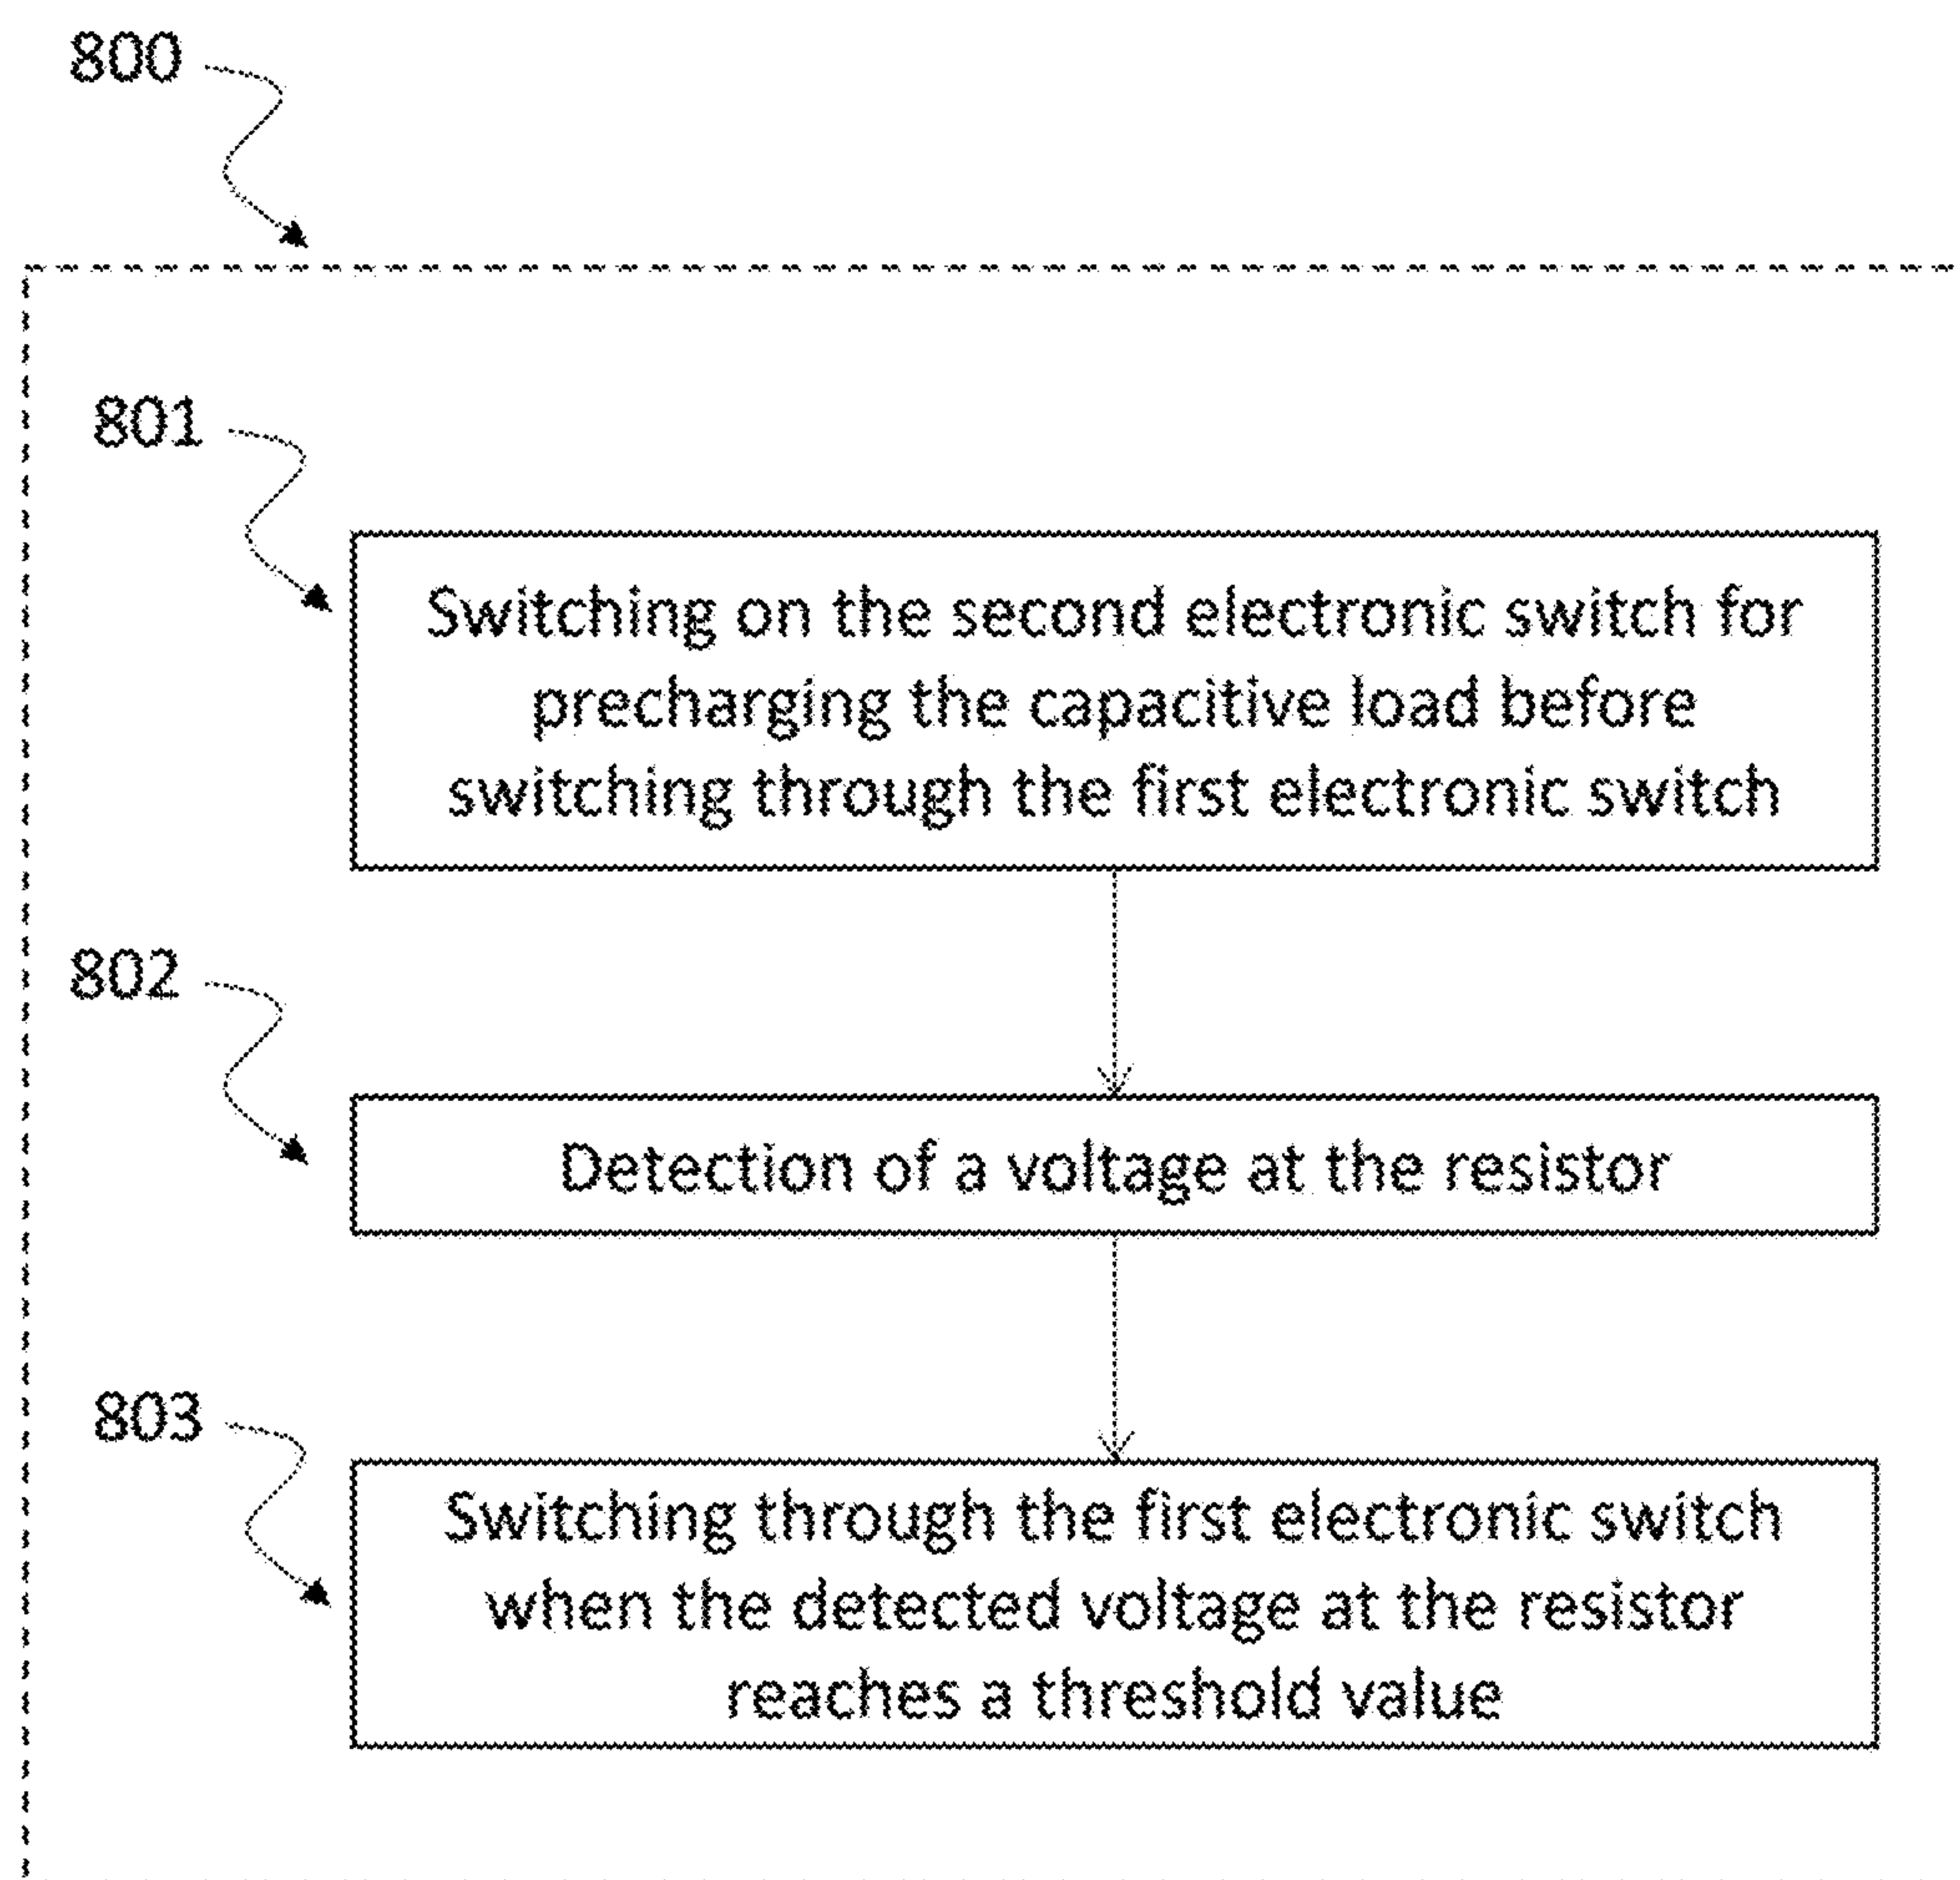 800
801
Switching on the second electronic switch for
precharging the capacitive load before
switching through the first electronic switch
802
Detection of a voltage at the resistor
803
Switching through the first electronic switch
when the detected voltage at the resistor
reaches a threshold value